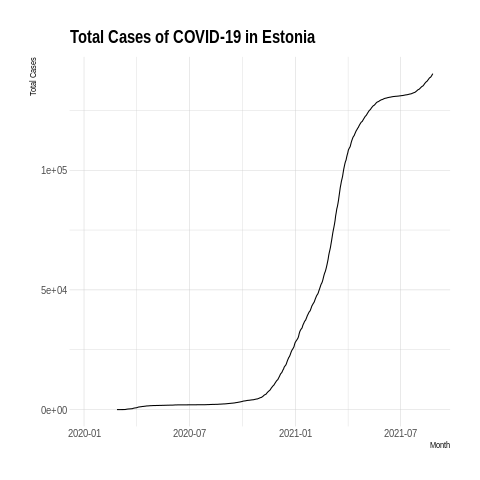 Total Cases of COVID-19 in Estonia
Total Cases
1e+05
5e+04
0e+00
2020-01 2020-07 2021-01 2021-07
Month